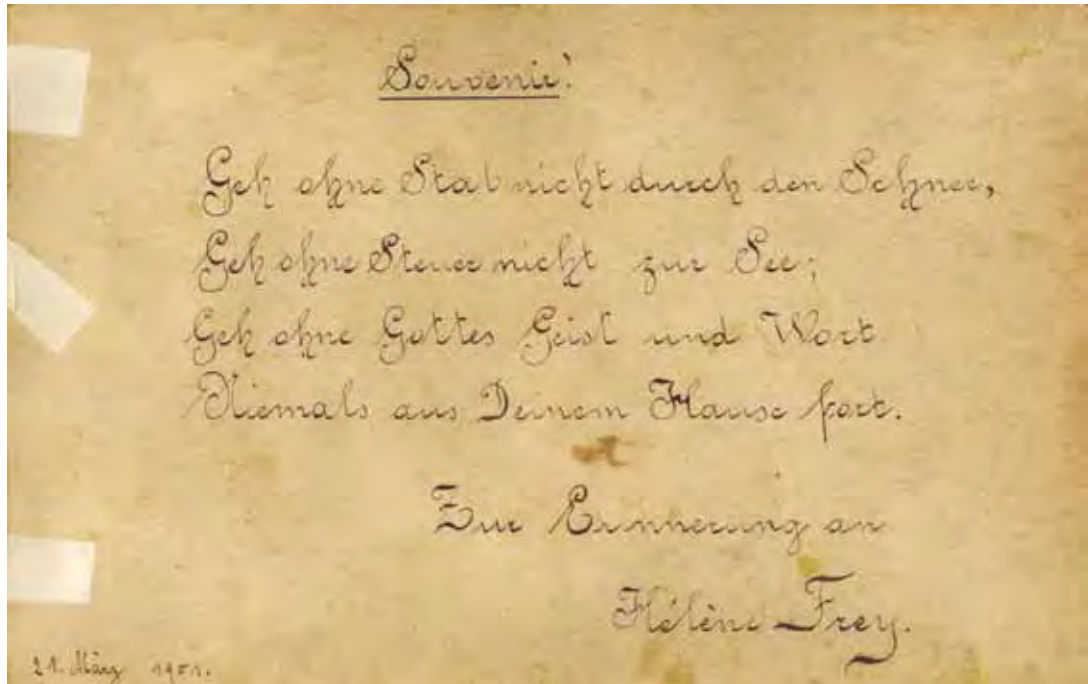 Souvenir!
Geh ohne Stab nicht durch den Schnee,
Geh ohne Steuer nicht zur See;
Geh ohne Gottes Geist und Wort
Niemals aus Deinem Hause fort.
Zur Erinnerung an
Hélène Frey.
21. März 1901.